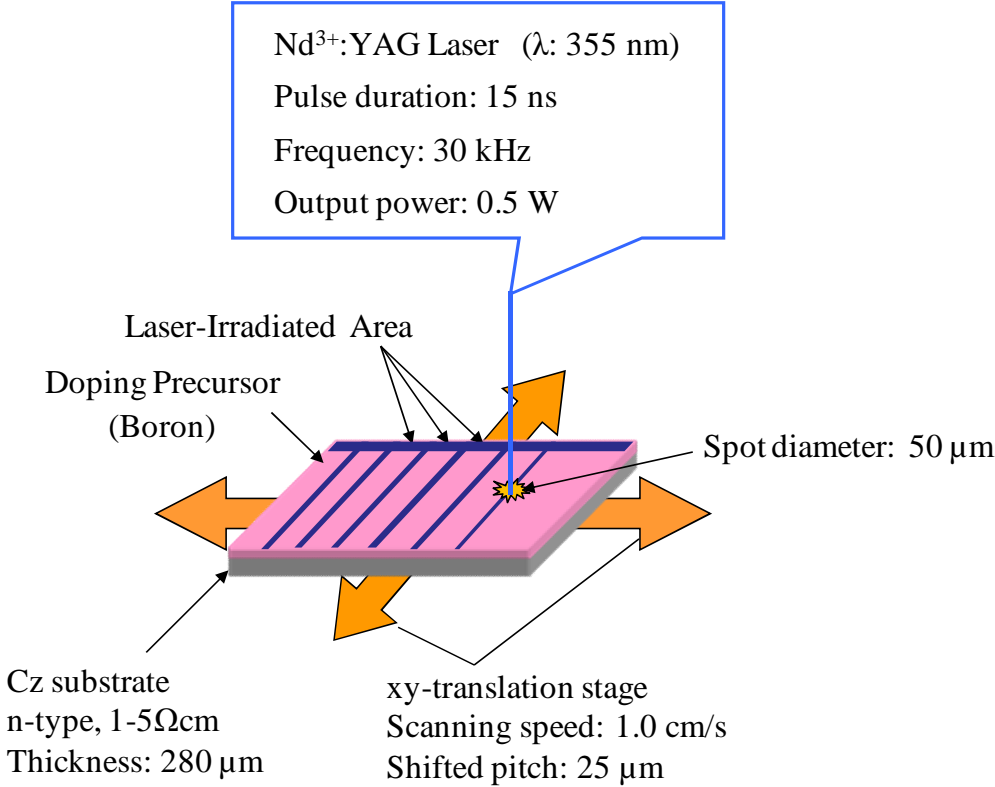 Nd³⁺:YAG Laser (λ: 355 nm)
Pulse duration: 15 ns
Frequency: 30 kHz
Output power: 0.5 W
Laser-Irradiated Area
Doping Precursor
(Boron)
Spot diameter: 50 µm
Cz substrate
n-type, 1-5Ωcm
Thickness: 280 µm
xy-translation stage
Scanning speed: 1.0 cm/s
Shifted pitch: 25 µm